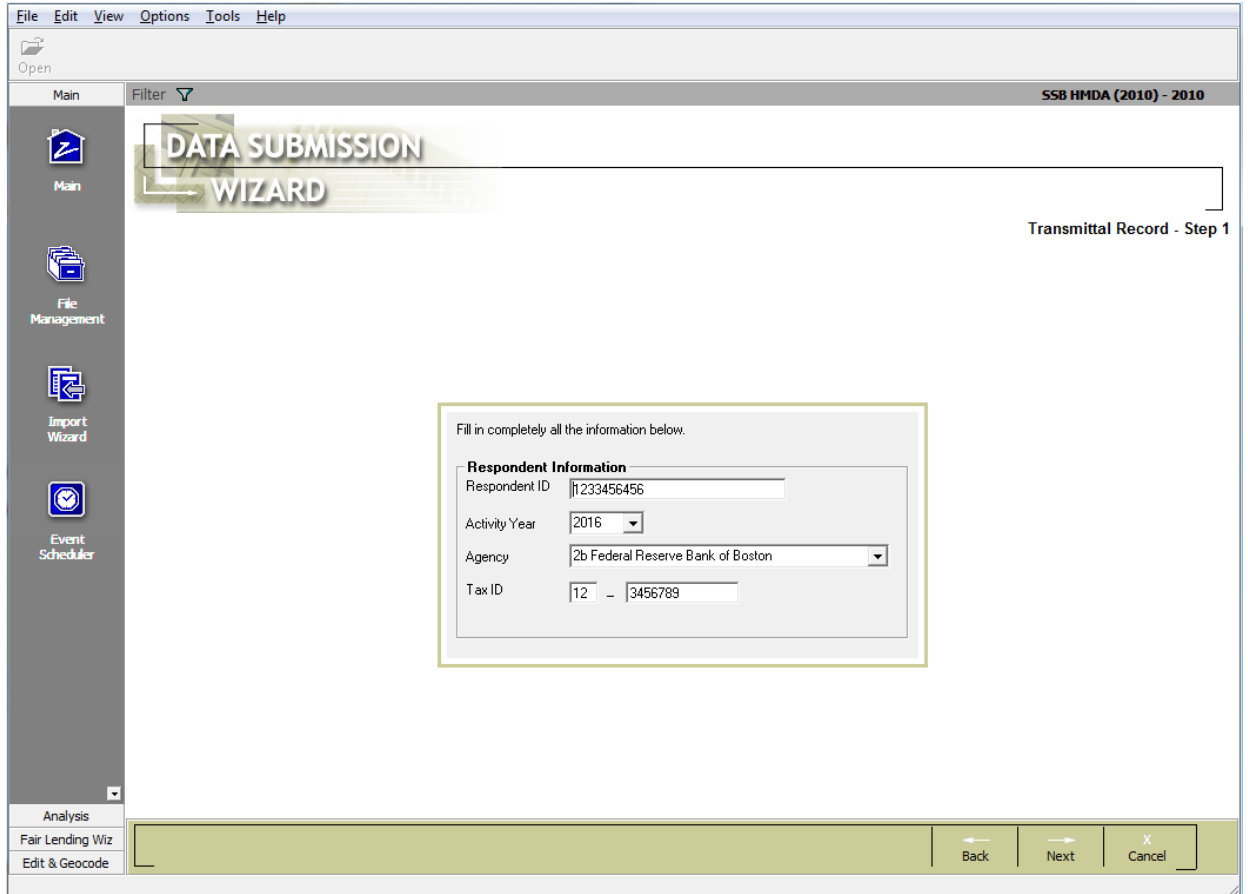 File Edit View Options Tools Help
Open
Main
Filter
SSB HMDA (2010) - 2010
DATA SUBMISSION
WIZARD
Transmittal Record - Step 1
Main
File
Management
Import
Wizard
Event
Scheduler
Fill in completely all the information below.
Respondent Information
Respondent ID 1233456456
Activity Year 2016
Agency 2b Federal Reserve Bank of Boston
Tax ID 12 – 3456789
Analysis
Fair Lending Wiz
Edit & Geocode
Back Next X Cancel